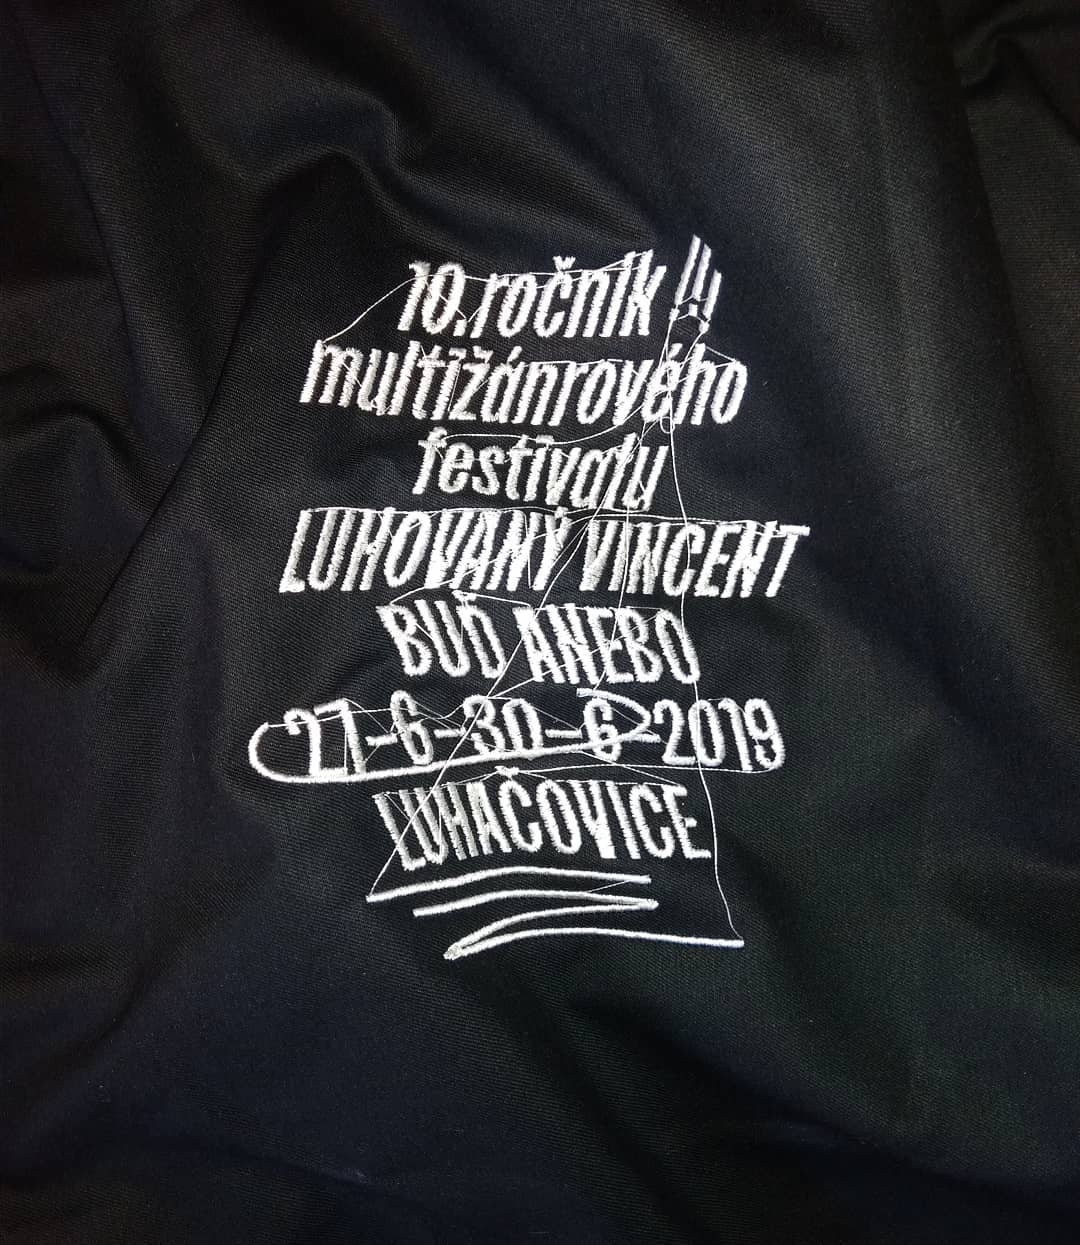 10.ročník !!!
multižánrového
festivalu
LUHOVANÝ VINCENT
BUĎ ANEBO
27-6-30-6-2019
LUHAČOVICE